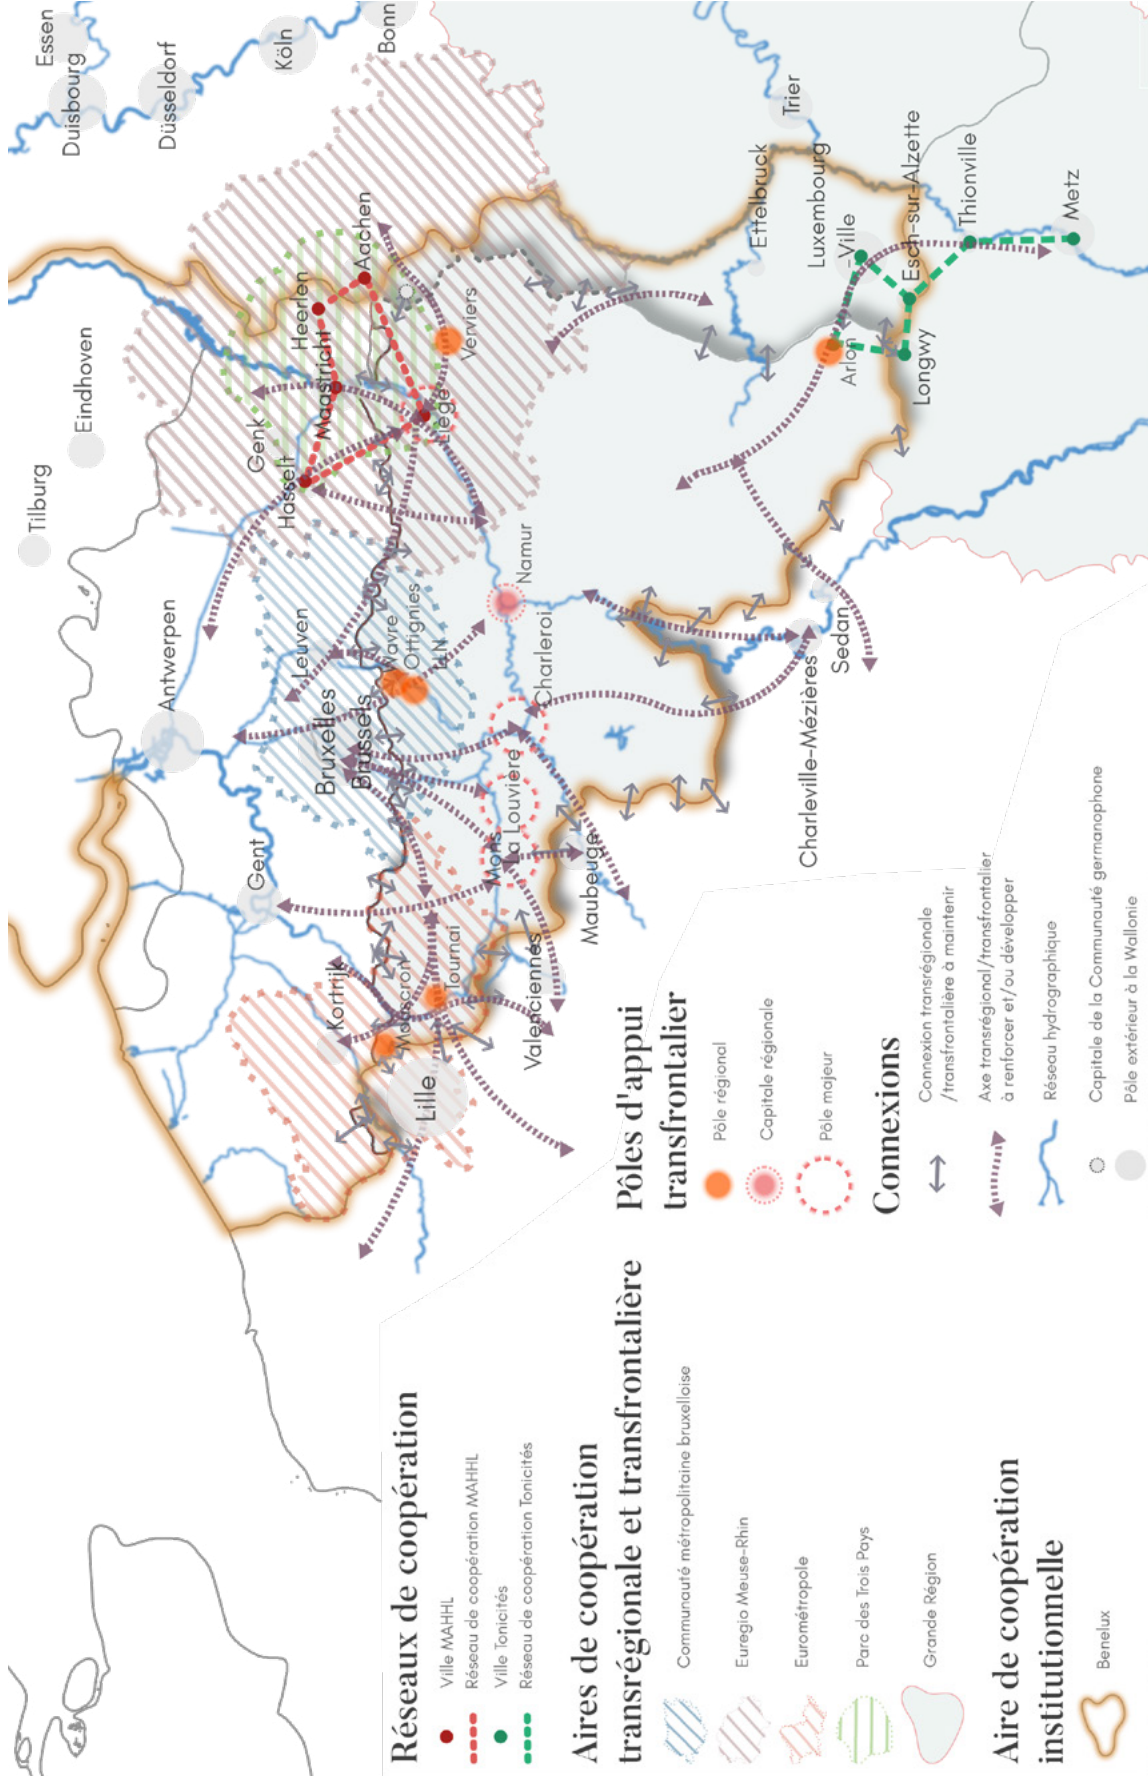 Essen
Duisbourg
Düsseldorf
Köln
Bonn
Tilburg
Eindhoven
Antwerpen
Gent
Genk
Hasselt
Maastricht
Heerlen
Aachen
Leuven
Bruxelles
Brussels
Wavre
Ottignies
LLN
Liège
Verviers
Kortrijk
Mouscron
Tournai
Lille
Mons
La Louvière
Charleroi
Namur
Valenciennes
Maubeuge
Charleville-Mézières
Sedan
Ettelbruck
Trier
Luxembourg
Ville
Arlon
Esch-sur-Alzette
Longwy
Thionville
Metz
Réseaux de coopération
Ville MAHHL
Réseau de coopération MAHHL
Ville Tonicités
Réseau de coopération Tonicités
Aires de coopération
transrégionale et transfrontalière
Communauté métropolitaine bruxelloise
Euregio Meuse-Rhin
Eurométropole
Parc des Trois Pays
Grande Région
Aire de coopération
institutionnelle
Benelux
Pôles d'appui
transfrontalier
Pôle régional
Capitale régionale
Pôle majeur
Connexions
Connexion transrégionale
/transfrontalière à maintenir
Axe transrégional/transfrontalier
à renforcer et/ou développer
Réseau hydrographique
Capitale de la Communauté germanophone
Pôle extérieur à la Wallonie